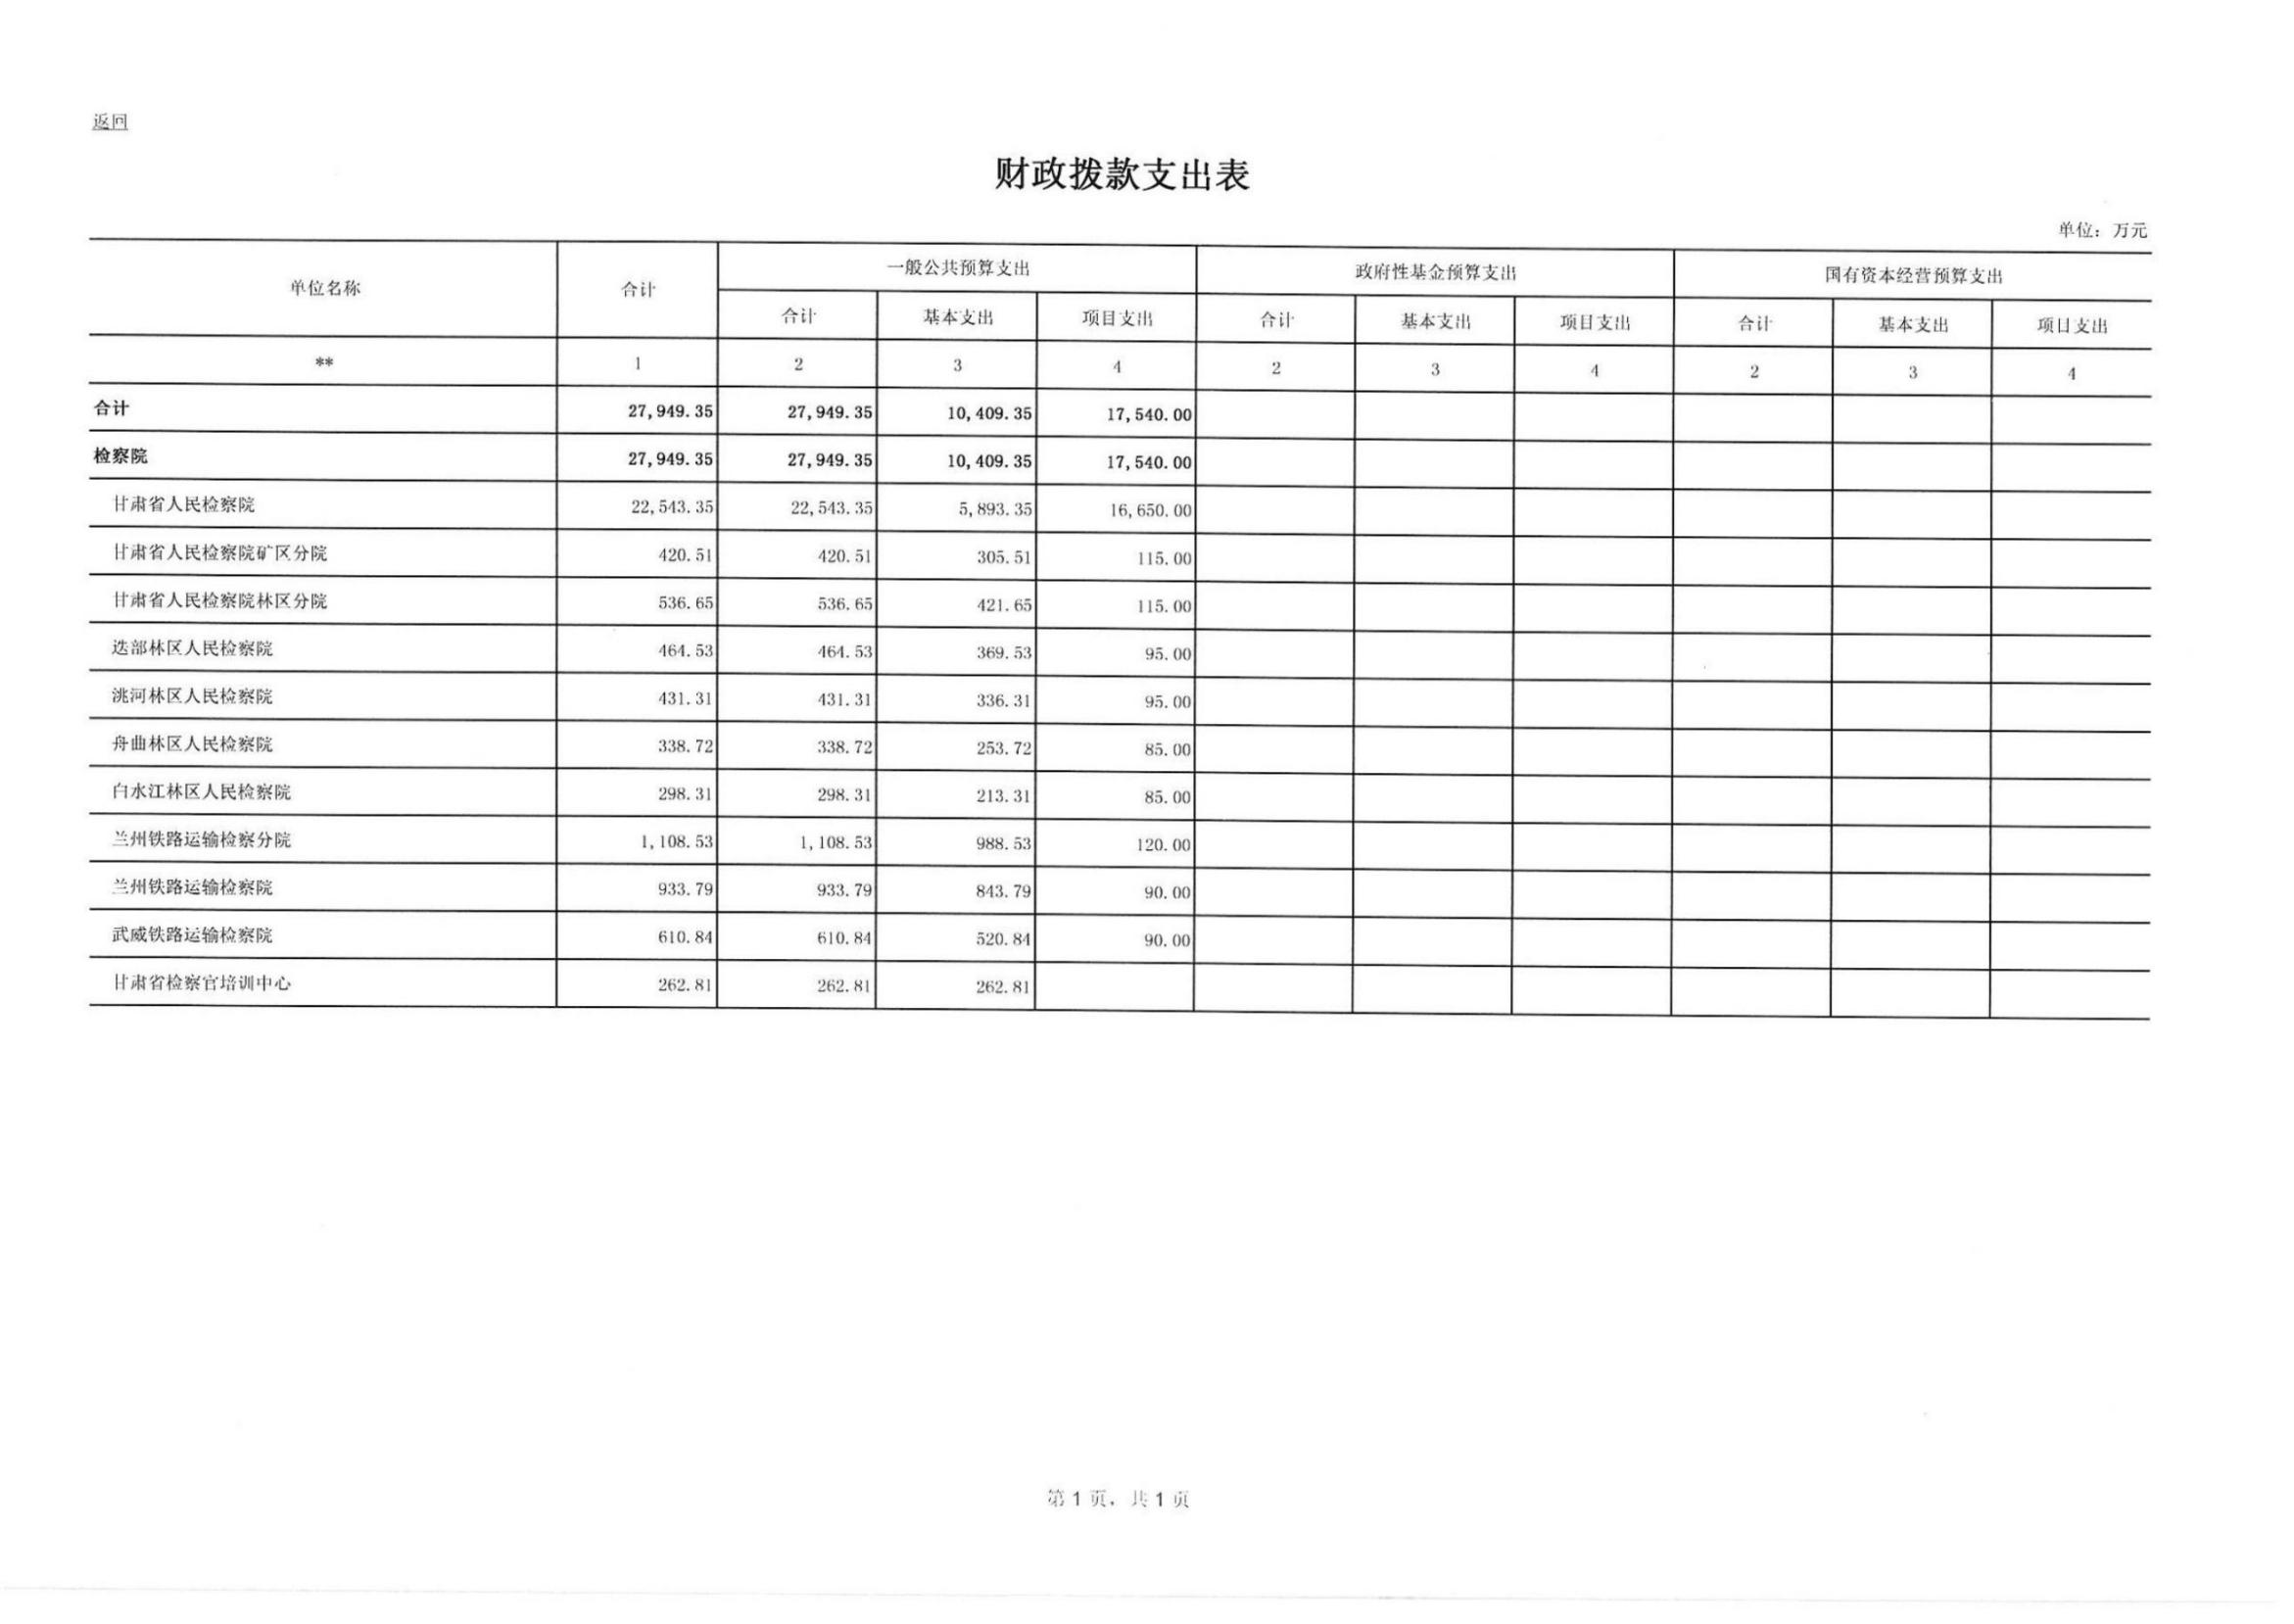 返回
财政拨款支出表
单位：万元
单位名称 合计 一般公共预算支出 政府性基金预算支出 国有资本经营预算支出
合计 基本支出 项目支出 合计 基本支出 项目支出 合计 基本支出 项目支出
** 1 2 3 4 2 3 4 2 3 4
合计 27,949.35 27,949.35 10,409.35 17,540.00
检察院 27,949.35 27,949.35 10,409.35 17,540.00
甘肃省人民检察院 22,543.35 22,543.35 5,893.35 16,650.00
甘肃省人民检察院矿区分院 420.51 420.51 305.51 115.00
甘肃省人民检察院林区分院 536.65 536.65 421.65 115.00
迭部林区人民检察院 464.53 464.53 369.53 95.00
洮河林区人民检察院 431.31 431.31 336.31 95.00
舟曲林区人民检察院 338.72 338.72 253.72 85.00
白水江林区人民检察院 298.31 298.31 213.31 85.00
兰州铁路运输检察分院 1,108.53 1,108.53 988.53 120.00
兰州铁路运输检察院 933.79 933.79 843.79 90.00
武威铁路运输检察院 610.84 610.84 520.84 90.00
甘肃省检察官培训中心 262.81 262.81 262.81
第 1 页，共 1 页